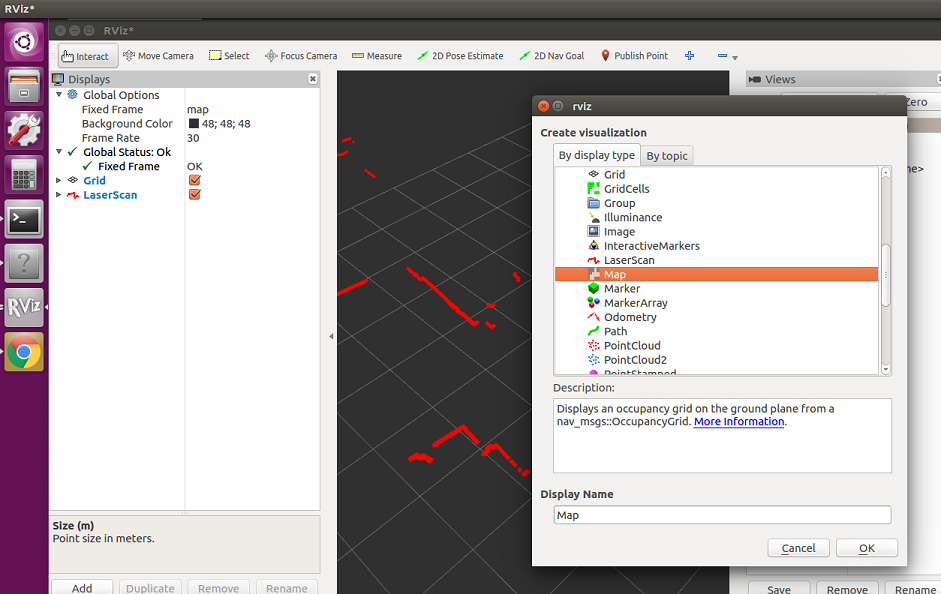 RViz*
RViz*
Interact Move Camera Select Focus Camera Measure 2D Pose Estimate 2D Nav Goal Publish Point
Displays
Global Options
Fixed Frame map
Background Color 48; 48; 48
Frame Rate 30
Global Status: Ok
Fixed Frame OK
Grid
LaserScan
Size (m)
Point size in meters.
Add Duplicate Remove Rename
RViz
rviz
Create visualization
By display type By topic
Grid
GridCells
Group
Illuminance
Image
InteractiveMarkers
LaserScan
Map
Marker
MarkerArray
Odometry
Path
PointCloud
PointCloud2
PointStamped
Description:
Displays an occupancy grid on the ground plane from a
nav_msgs::OccupancyGrid. More Information.
Display Name
Map
Cancel OK
Views
Zero
ne>
Save Remove Rename